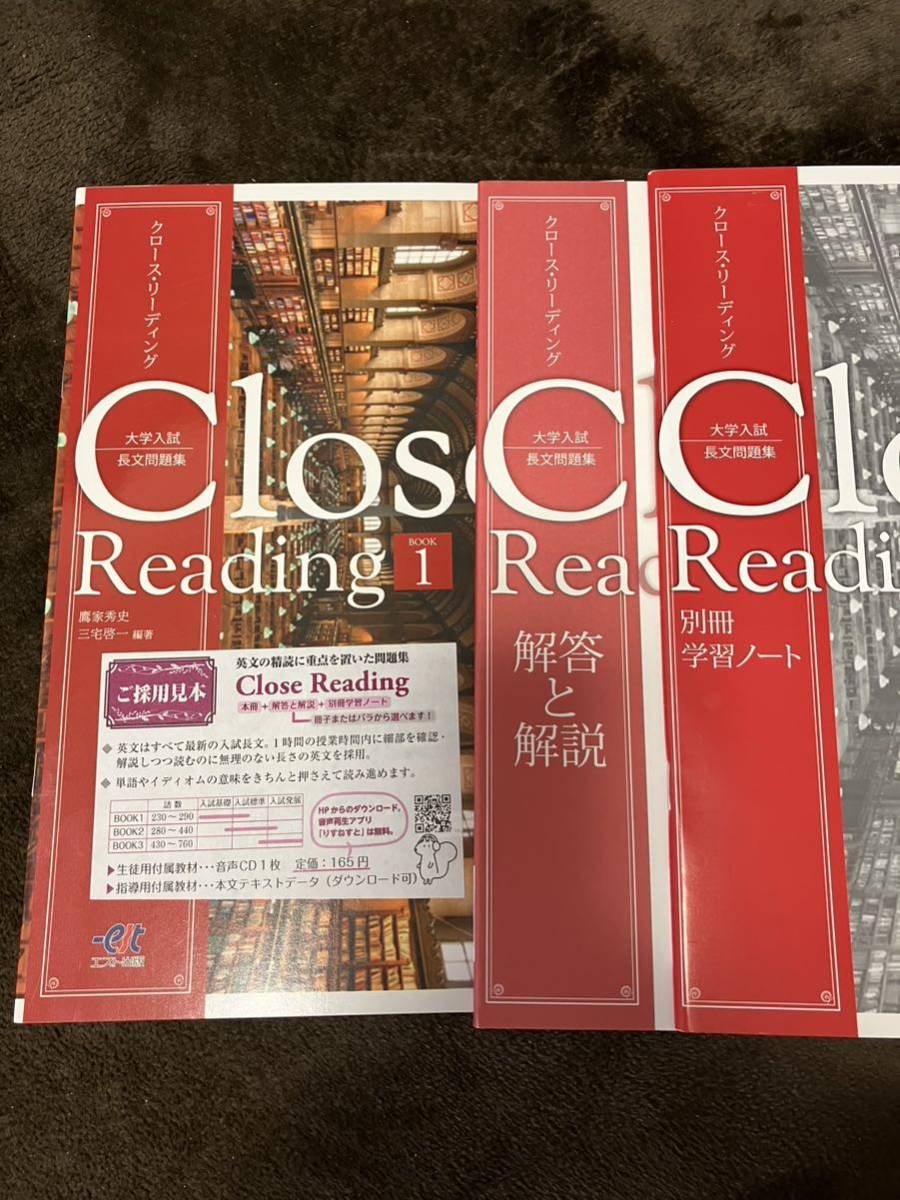 クロース・リーディング
大学入試
長文問題集
Close
Reading
BOOK
1
鷹家秀史
三宅啓一 編著
ご採用見本
英文の精読に重点を置いた問題集
Close Reading
本冊＋解答と解説＋別冊学習ノート
冊子またはバラから選べます！
◆ 英文はすべて最新の入試長文。1時間の授業時間内に細部を確認・
解説しつつ読むのに無理のない長さの英文を採用。
◆ 単語やイディオムの意味をきちんと押さえて読み進めます。
語数 入試基礎 入試標準 入試発展
BOOK1 230～290
BOOK2 280～440
BOOK3 430～760
HPからのダウンロード、
音声再生アプリ
「りすねすと」は無料。
▶生徒用付属教材･･･音声CD1枚 定価：165円
▶指導用付属教材･･･本文テキストデータ（ダウンロード可）
-est
エスト出版
クロース・リーディング
大学入試
長文問題集
Cl
Read
解答
と
解説
クロース・リーディング
大学入試
長文問題集
Clo
Readi
別冊
学習ノート